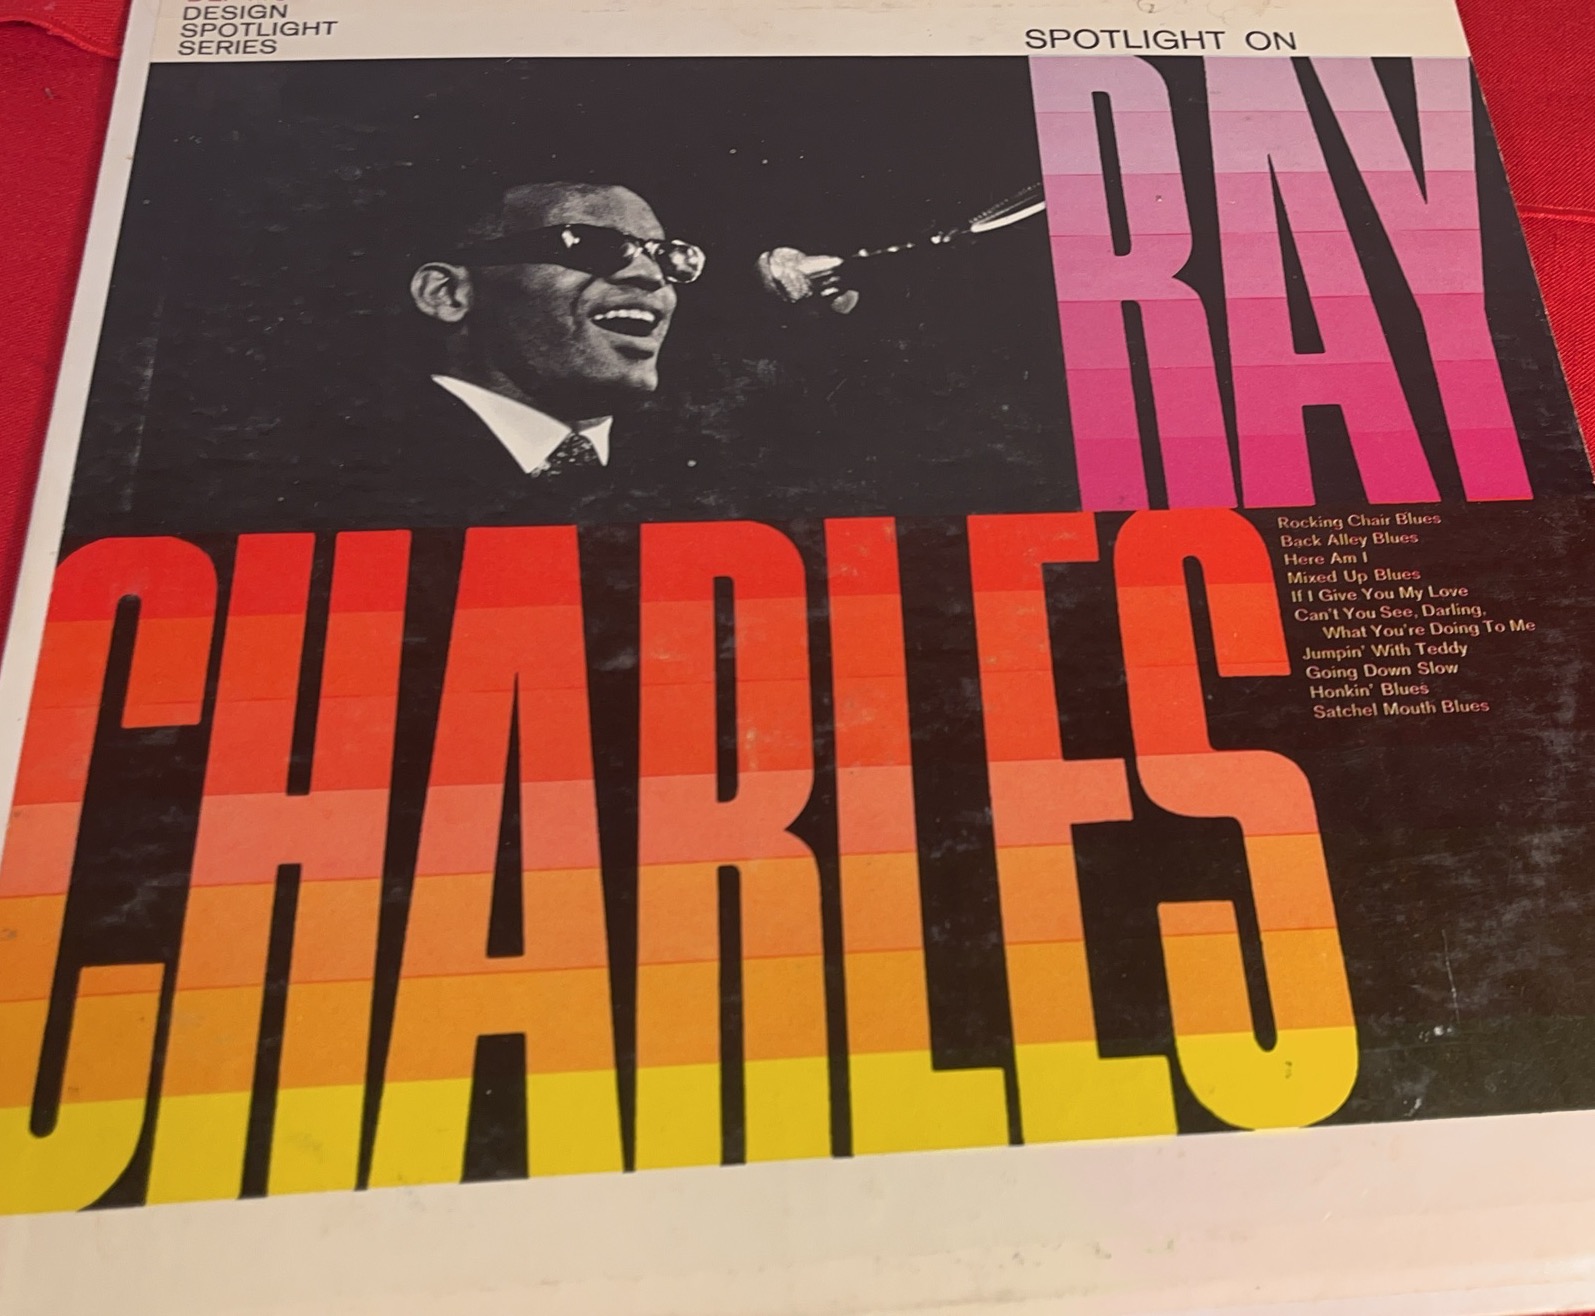 DESIGN
SPOTLIGHT
SERIES
SPOTLIGHT ON
RAY
CHARLES
Rocking Chair Blues
Back Alley Blues
Here Am I
Mixed Up Blues
If I Give You My Love
Can't You See, Darling,
What You're Doing To Me
Jumpin' With Teddy
Going Down Slow
Honkin' Blues
Satchel Mouth Blues